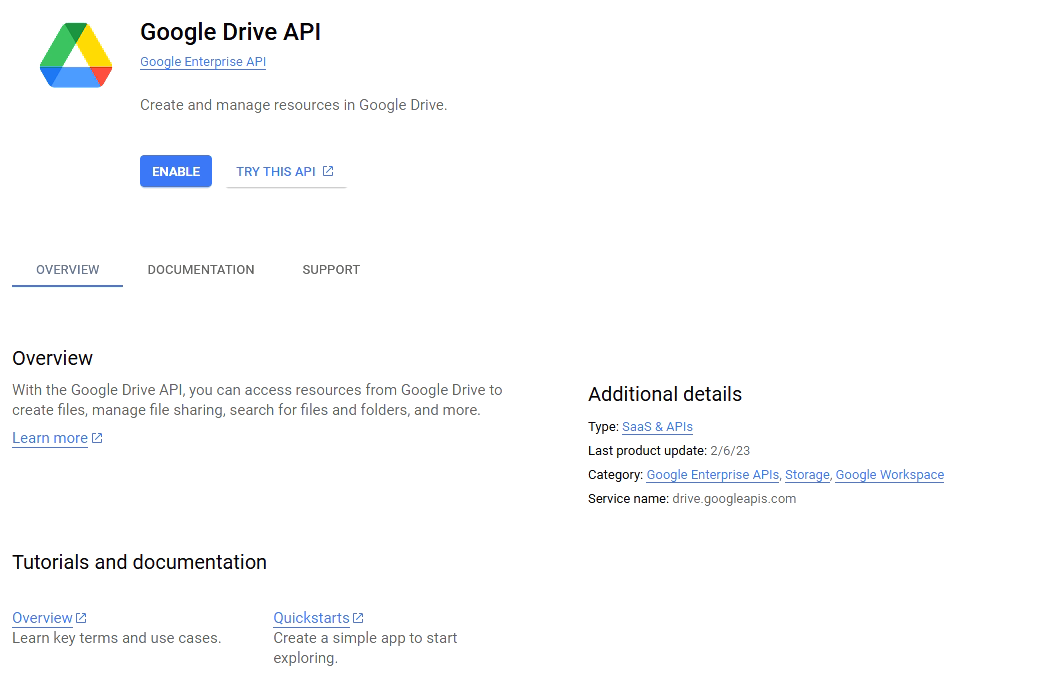 Google Drive API
Google Enterprise API
Create and manage resources in Google Drive.
ENABLE
TRY THIS API
OVERVIEW
DOCUMENTATION
SUPPORT
Overview
With the Google Drive API, you can access resources from Google Drive to
create files, manage file sharing, search for files and folders, and more.
Learn more
Additional details
Type: SaaS & APIs
Last product update: 2/6/23
Category: Google Enterprise APIs, Storage, Google Workspace
Service name: drive.googleapis.com
Tutorials and documentation
Overview
Learn key terms and use cases.
Quickstarts
Create a simple app to start
exploring.